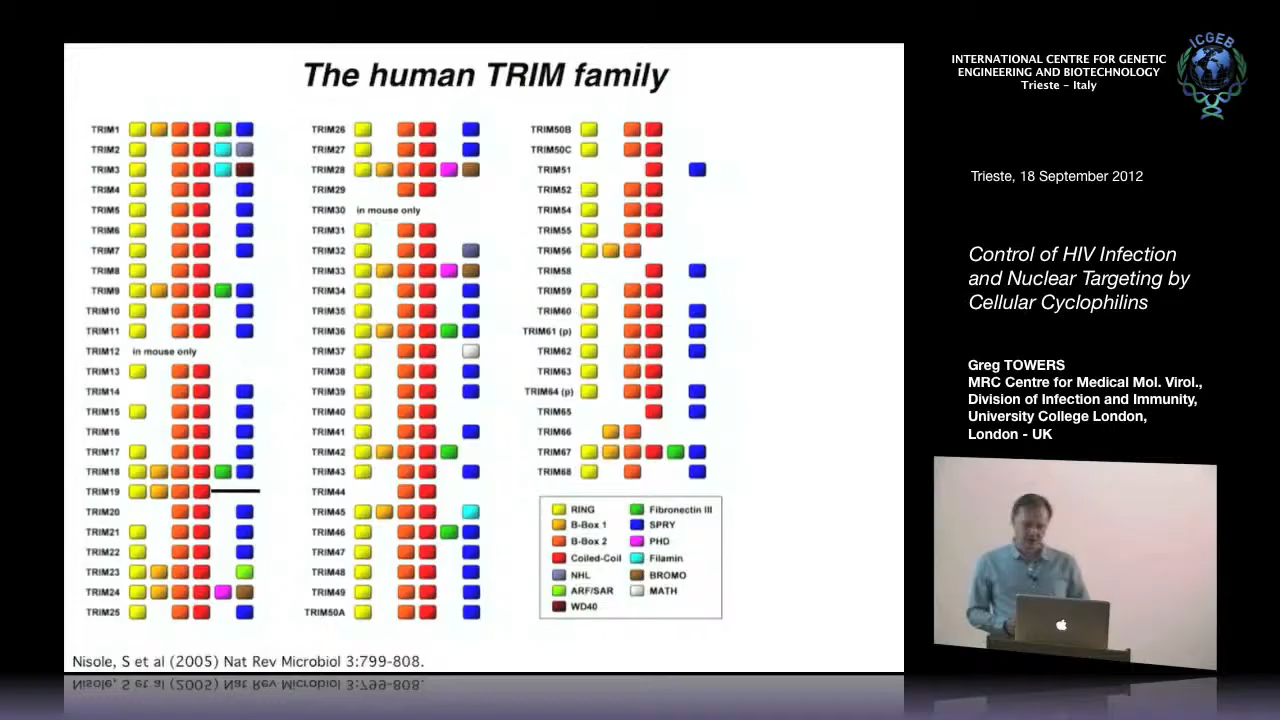 The human TRIM family
TRIM1
TRIM2
TRIM3
TRIM4
TRIM5
TRIM6
TRIM7
TRIM8
TRIM9
TRIM10
TRIM11
TRIM12 in mouse only
TRIM13
TRIM14
TRIM15
TRIM16
TRIM17
TRIM18
TRIM19
TRIM20
TRIM21
TRIM22
TRIM23
TRIM24
TRIM25
TRIM26
TRIM27
TRIM28
TRIM29
TRIM30 in mouse only
TRIM31
TRIM32
TRIM33
TRIM34
TRIM35
TRIM36
TRIM37
TRIM38
TRIM39
TRIM40
TRIM41
TRIM42
TRIM43
TRIM44
TRIM45
TRIM46
TRIM47
TRIM48
TRIM49
TRIM50A
TRIM50B
TRIM50C
TRIM51
TRIM52
TRIM54
TRIM55
TRIM56
TRIM58
TRIM59
TRIM60
TRIM61 (p)
TRIM62
TRIM63
TRIM64 (p)
TRIM65
TRIM66
TRIM67
TRIM68
RING
B-Box 1
B-Box 2
Coiled-Coil
NHL
ARF/SAR
WD40
Fibronectin III
SPRY
PHD
Filamin
BROMO
MATH
Nisole, S et al (2005) Nat Rev Microbiol 3:799-808.
INTERNATIONAL CENTRE FOR GENETIC
ENGINEERING AND BIOTECHNOLOGY
Trieste - Italy
ICGEB
Trieste, 18 September 2012
Control of HIV Infection
and Nuclear Targeting by
Cellular Cyclophilins
Greg TOWERS
MRC Centre for Medical Mol. Virol.,
Division of Infection and Immunity,
University College London,
London - UK